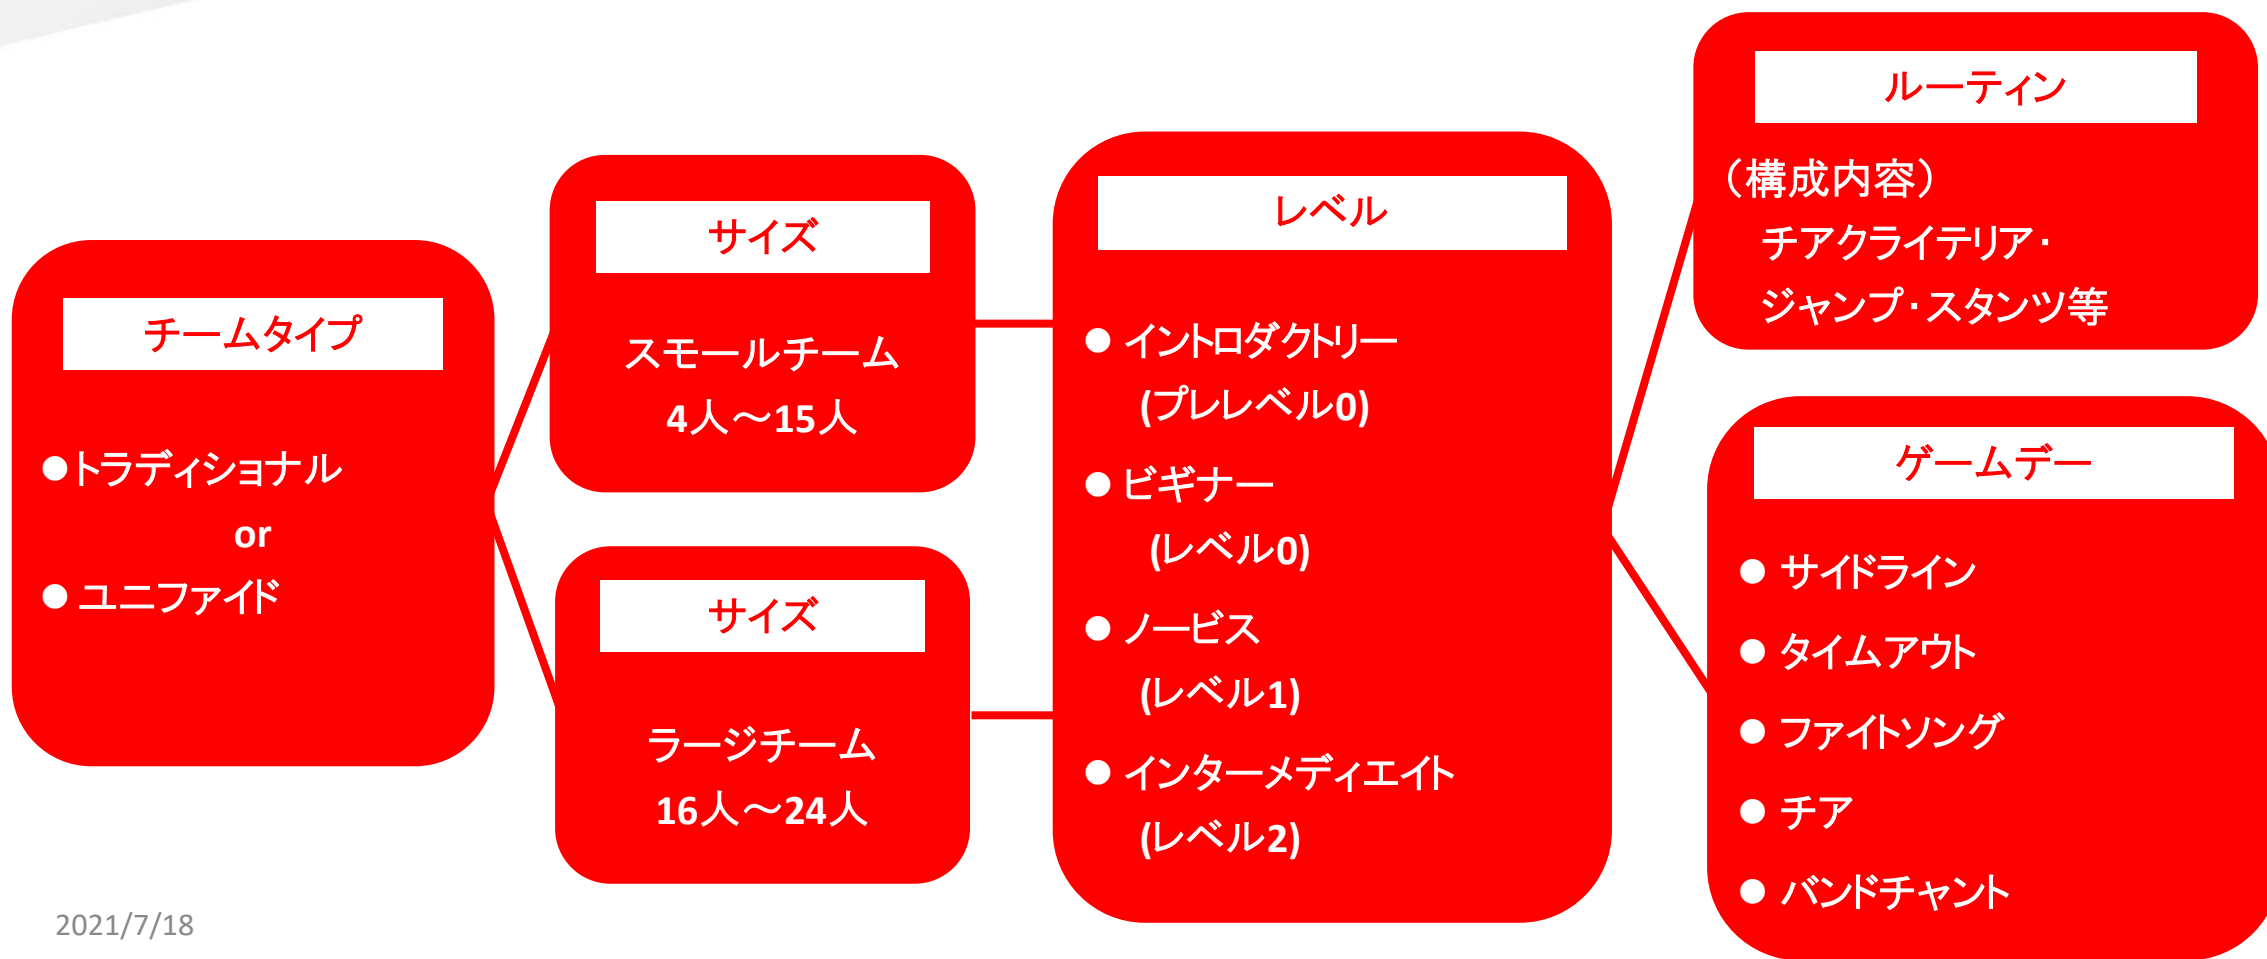 チームタイプ
●トラディショナル
or
● ユニファイド
サイズ
スモールチーム
4人～15人
サイズ
ラージチーム
16人～24人
レベル
● イントロダクトリー
(プレレベル0)
● ビギナー
(レベル0)
● ノービス
(レベル1)
● インターメディエイト
(レベル2)
ルーティン
（構成内容）
チアクライテリア・
ジャンプ・スタンツ等
ゲームデー
● サイドライン
● タイムアウト
● ファイトソング
● チア
● バンドチャント
2021/7/18